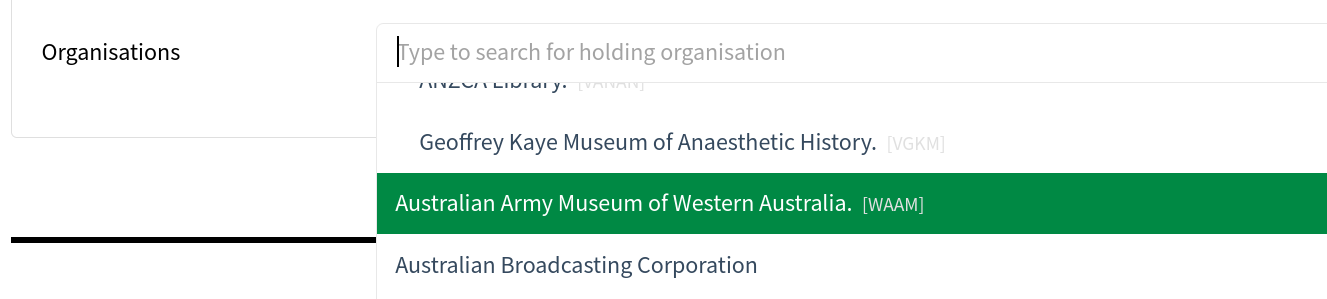 Organisations
Type to search for holding organisation
ANZCA Library. [VANAN]
Geoffrey Kaye Museum of Anaesthetic History. [VGKM]
Australian Army Museum of Western Australia. [WAAM]
Australian Broadcasting Corporation